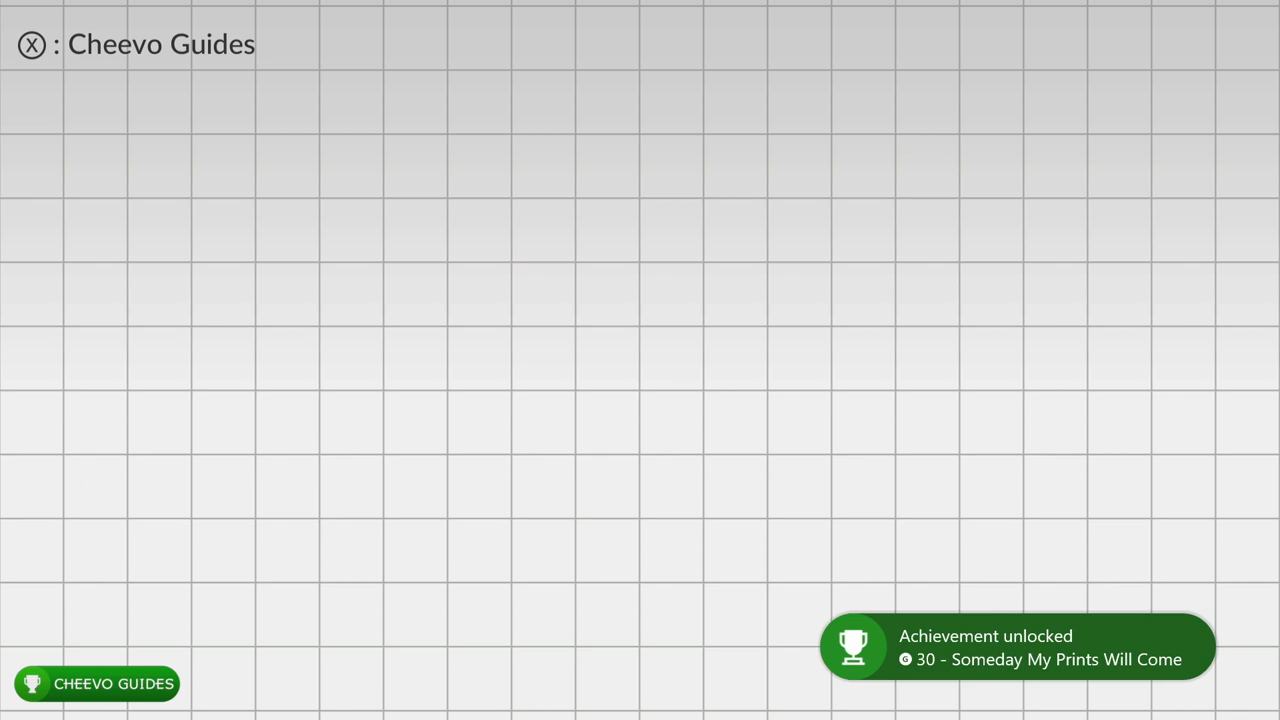 Ⓧ : Cheevo Guides
Achievement unlocked
G 30 - Someday My Prints Will Come
CHEEVO GUIDES